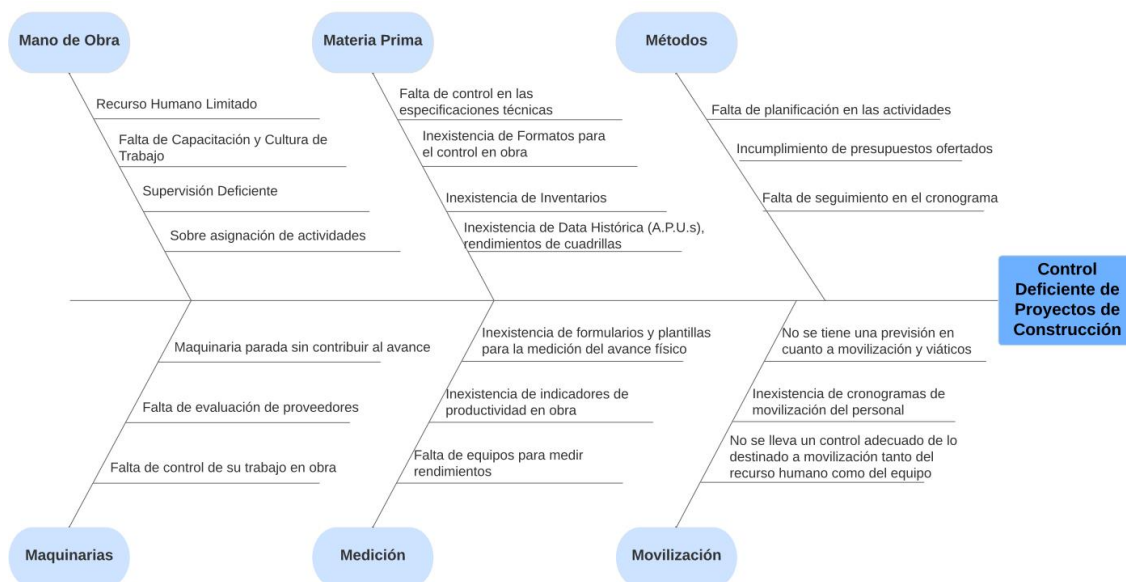 Mano de Obra
Materia Prima
Métodos
Recurso Humano Limitado
Falta de Capacitación y Cultura de
Trabajo
Supervisión Deficiente
Sobre asignación de actividades
Falta de control en las
especificaciones técnicas
Inexistencia de Formatos para
el control en obra
Inexistencia de Inventarios
Inexistencia de Data Histórica (A.P.U.s),
rendimientos de cuadrillas
Falta de planificación en las actividades
Incumplimiento de presupuestos ofertados
Falta de seguimiento en el cronograma
Control
Deficiente de
Proyectos de
Construcción
Maquinaria parada sin contribuir al avance
Falta de evaluación de proveedores
Falta de control de su trabajo en obra
Inexistencia de formularios y plantillas
para la medición del avance físico
Inexistencia de indicadores de
productividad en obra
Falta de equipos para medir
rendimientos
No se tiene una previsión en
cuanto a movilización y viáticos
Inexistencia de cronogramas de
movilización del personal
No se lleva un control adecuado de lo
destinado a movilización tanto del
recurso humano como del equipo
Maquinarias
Medición
Movilización